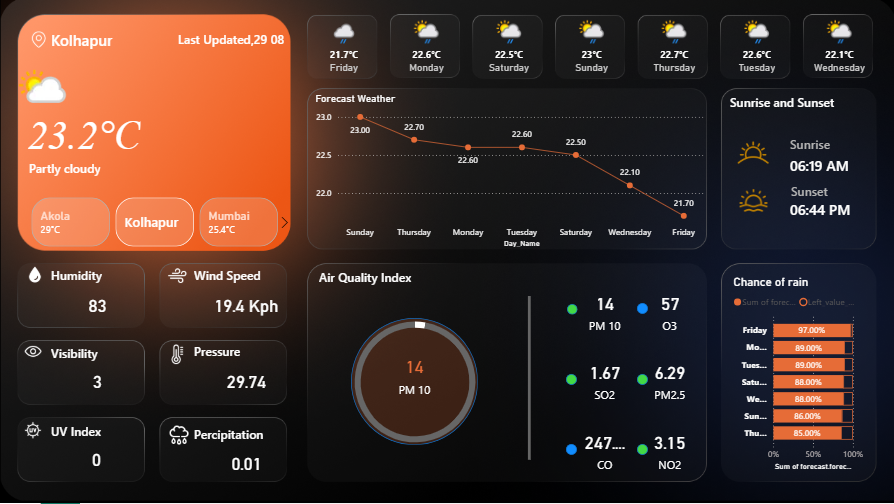 Kolhapur
Last Updated,29 08
23.2°C
Partly cloudy
Akola
29°C
Kolhapur
Mumbai
25.4°C
21.7°C
Friday
22.6°C
Monday
22.5°C
Saturday
23°C
Sunday
22.7°C
Thursday
22.6°C
Tuesday
22.1°C
Wednesday
Forecast Weather
23.0
22.5
22.0
23.00
22.70
22.60
22.60
22.50
22.10
21.70
Sunday Thursday Monday Tuesday Saturday Wednesday Friday
Day_Name
Sunrise and Sunset
Sunrise
06:19 AM
Sunset
06:44 PM
Humidity
83
Wind Speed
19.4 Kph
Visibility
3
Pressure
29.74
UV
UV Index
0
Percipitation
0.01
Air Quality Index
14
PM 10
14
PM 10
57
O3
1.67
SO2
6.29
PM2.5
247....
CO
3.15
NO2
Chance of rain
Sum of forec... Left_value_...
Friday 97.00%
Mo... 89.00%
Tues... 89.00%
Satu... 88.00%
We... 88.00%
Sun... 86.00%
Thu... 85.00%
0% 50% 100%
Sum of forecast.forec...